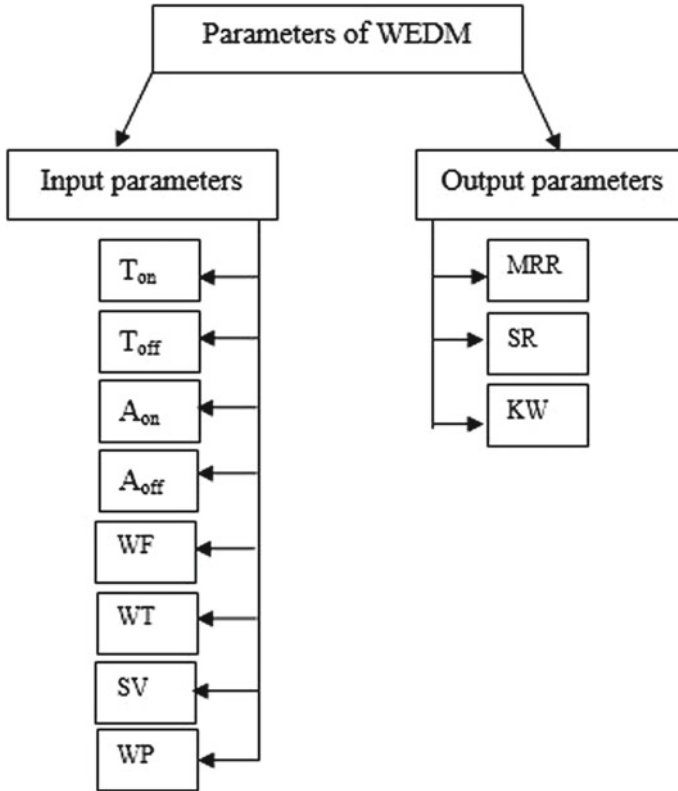 Parameters of WEDM
Input parameters
Output parameters
Ton
Toff
Aon
Aoff
WF
WT
SV
WP
MRR
SR
KW